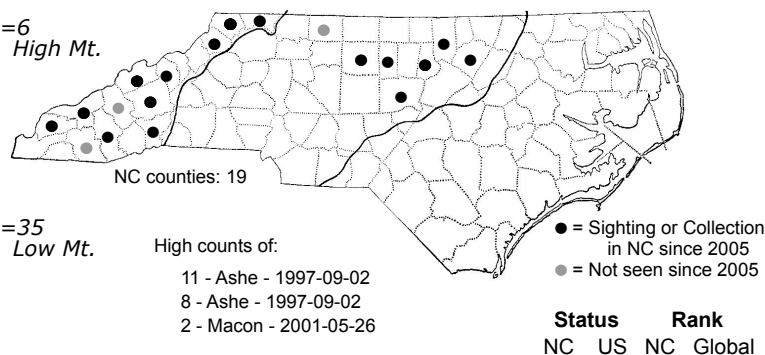 =6
High Mt.
NC counties: 19
=35
Low Mt.
High counts of:
11 - Ashe - 1997-09-02
8 - Ashe - 1997-09-02
2 - Macon - 2001-05-26
● = Sighting or Collection
in NC since 2005
● = Not seen since 2005
Status Rank
NC US NC Global